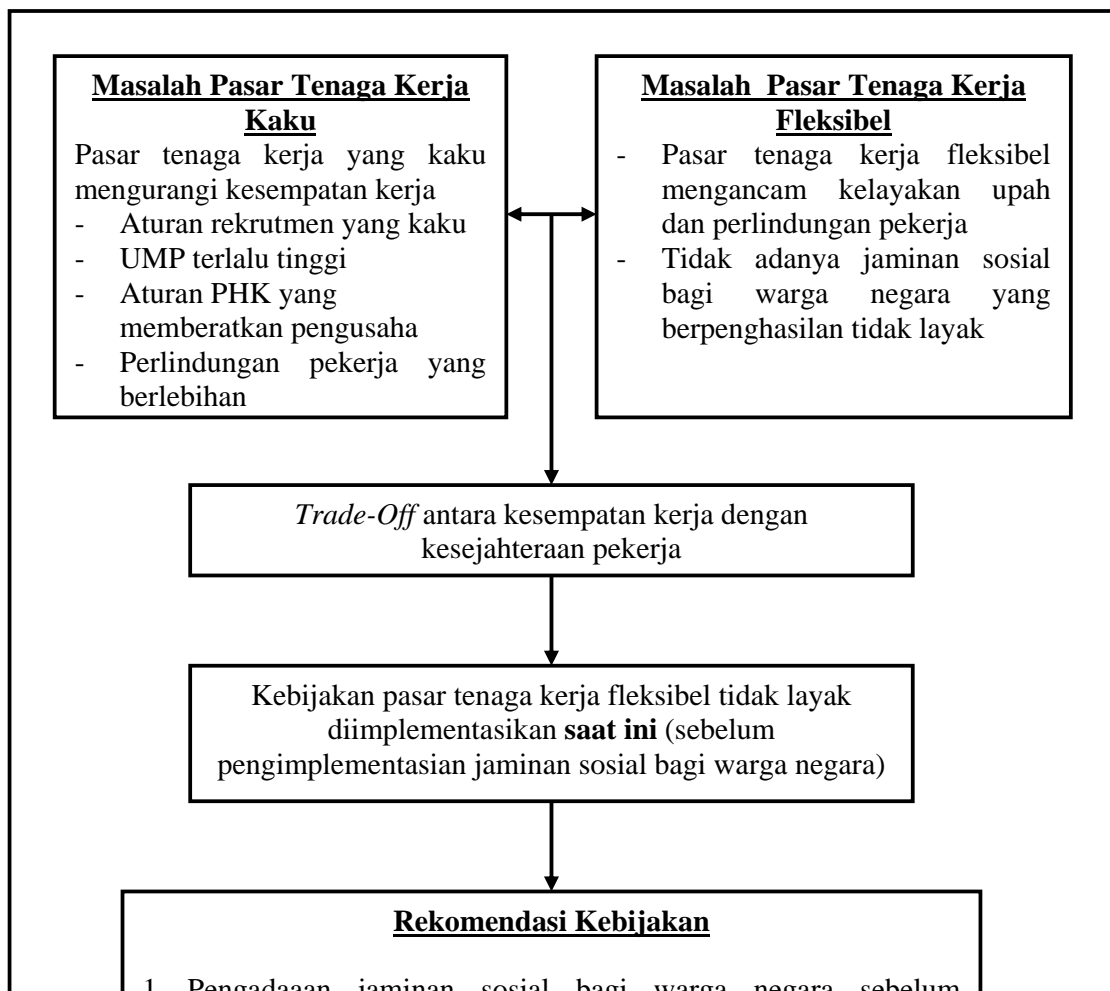 Masalah Pasar Tenaga Kerja
Kaku
Pasar tenaga kerja yang kaku
mengurangi kesempatan kerja
- Aturan rekrutmen yang kaku
- UMP terlalu tinggi
- Aturan PHK yang
memberatkan pengusaha
- Perlindungan pekerja yang
berlebihan
Masalah Pasar Tenaga Kerja
Fleksibel
- Pasar tenaga kerja fleksibel
mengancam kelayakan upah
dan perlindungan pekerja
- Tidak adanya jaminan sosial
bagi warga negara yang
berpenghasilan tidak layak
Trade-Off antara kesempatan kerja dengan
kesejahteraan pekerja
Kebijakan pasar tenaga kerja fleksibel tidak layak
diimplementasikan saat ini (sebelum
pengimplementasian jaminan sosial bagi warga negara)
Rekomendasi Kebijakan
1. Pengadaaan jaminan sosial bagi warga negara sebelum